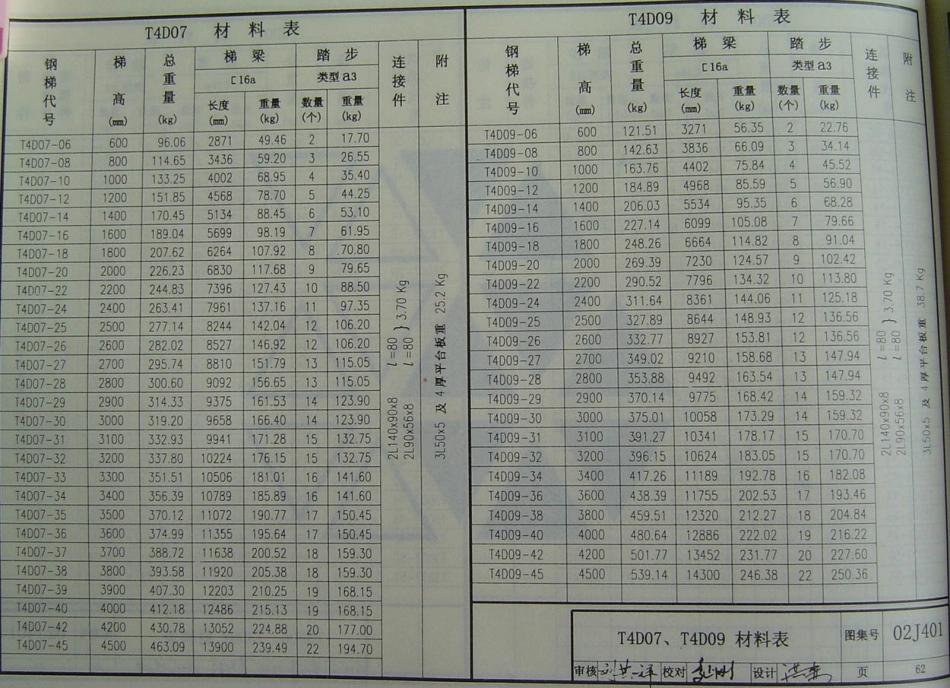 T4D07 材料表
钢梯代号 梯高(mm) 总重量(kg) 梯梁 踏步 连接件 附注
[16a 类型a3
长度(mm) 重量(kg) 数量(个) 重量(kg)
T4D07-06 600 96.06 2871 49.46 2 17.70
T4D07-08 800 114.65 3436 59.20 3 26.55
T4D07-10 1000 133.25 4002 68.95 4 35.40
T4D07-12 1200 151.85 4568 78.70 5 44.25
T4D07-14 1400 170.45 5134 88.45 6 53.10
T4D07-16 1600 189.04 5699 98.19 7 61.95
T4D07-18 1800 207.62 6264 107.92 8 70.80
T4D07-20 2000 226.23 6830 117.68 9 79.65
T4D07-22 2200 244.83 7396 127.43 10 88.50
T4D07-24 2400 263.41 7961 137.16 11 97.35
T4D07-25 2500 277.14 8244 142.04 12 106.20
T4D07-26 2600 282.02 8527 146.92 12 106.20
T4D07-27 2700 295.74 8810 151.79 13 115.05
T4D07-28 2800 300.60 9092 156.65 13 115.05
T4D07-29 2900 314.33 9375 161.53 14 123.90
T4D07-30 3000 319.20 9658 166.40 14 123.90
T4D07-31 3100 332.93 9941 171.28 15 132.75
T4D07-32 3200 337.80 10224 176.15 15 132.75
T4D07-33 3300 351.51 10506 181.01 16 141.60
T4D07-34 3400 356.39 10789 185.89 16 141.60
T4D07-35 3500 370.12 11072 190.77 17 150.45
T4D07-36 3600 374.99 11355 195.64 17 150.45
T4D07-37 3700 388.72 11638 200.52 18 159.30
T4D07-38 3800 393.58 11920 205.38 18 159.30
T4D07-39 3900 407.30 12203 210.25 19 168.15
T4D07-40 4000 412.18 12486 215.13 19 168.15
T4D07-42 4200 430.78 13052 224.88 20 177.00
T4D07-45 4500 463.09 13900 239.49 22 194.70
2L140x90x8 l=80
2L90x56x8 l=80
} 3.70 Kg
3L50x5 及 4厚平台板重 25.2 Kg
T4D09 材料表
钢梯代号 梯高(mm) 总重量(kg) 梯梁 踏步 连接件 附注
[16a 类型a3
长度(mm) 重量(kg) 数量(个) 重量(kg)
T4D09-06 600 121.51 3271 56.35 2 22.76
T4D09-08 800 142.63 3836 66.09 3 34.14
T4D09-10 1000 163.76 4402 75.84 4 45.52
T4D09-12 1200 184.89 4968 85.59 5 56.90
T4D09-14 1400 206.03 5534 95.35 6 68.28
T4D09-16 1600 227.14 6099 105.08 7 79.66
T4D09-18 1800 248.26 6664 114.82 8 91.04
T4D09-20 2000 269.39 7230 124.57 9 102.42
T4D09-22 2200 290.52 7796 134.32 10 113.80
T4D09-24 2400 311.64 8361 144.06 11 125.18
T4D09-25 2500 327.89 8644 148.93 12 136.56
T4D09-26 2600 332.77 8927 153.81 12 136.56
T4D09-27 2700 349.02 9210 158.68 13 147.94
T4D09-28 2800 353.88 9492 163.54 13 147.94
T4D09-29 2900 370.14 9775 168.42 14 159.32
T4D09-30 3000 375.01 10058 173.29 14 159.32
T4D09-31 3100 391.27 10341 178.17 15 170.70
T4D09-32 3200 396.15 10624 183.05 15 170.70
T4D09-34 3400 417.26 11189 192.78 16 182.08
T4D09-36 3600 438.39 11755 202.53 17 193.46
T4D09-38 3800 459.51 12320 212.27 18 204.84
T4D09-40 4000 480.64 12886 222.02 19 216.22
T4D09-42 4200 501.77 13452 231.77 20 227.60
T4D09-45 4500 539.14 14300 246.38 22 250.36
2L140x90x8 l=80
2L90x56x8 l=80
} 3.70 Kg
3L50x5 及 4厚平台板重 38.7 Kg
T4D07、T4D09 材料表 图集号 02J401
审核 校对 设计 页 62